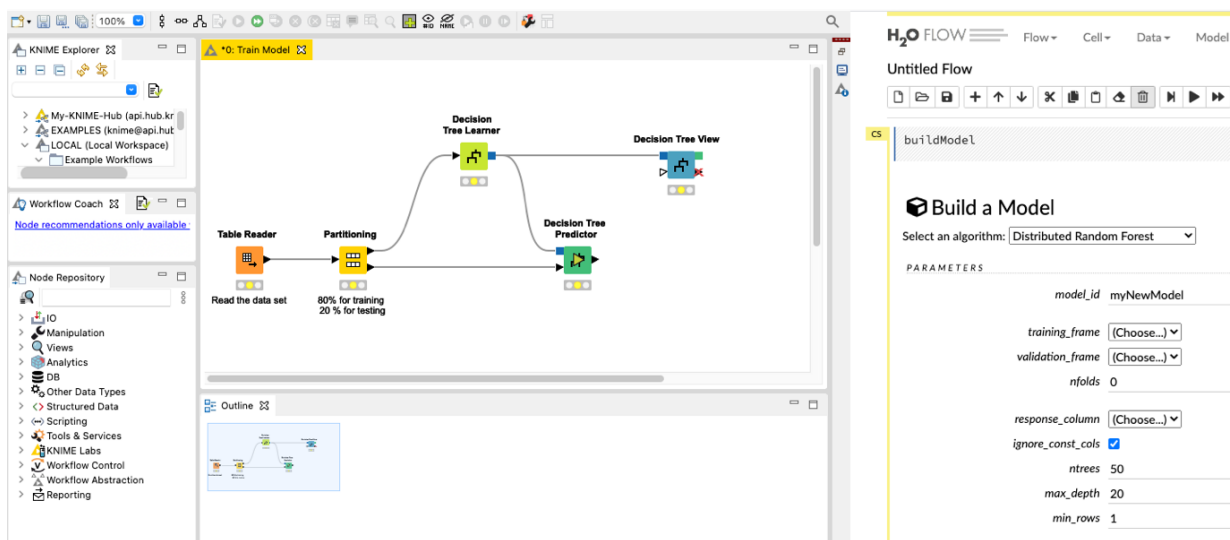 100%
KNIME Explorer
My-KNIME-Hub (api.hub.kr
EXAMPLES (knime@api.hub
LOCAL (Local Workspace)
Example Workflows
Workflow Coach
Node recommendations only available
Node Repository
IO
Manipulation
Views
Analytics
DB
Other Data Types
Structured Data
Scripting
Tools & Services
KNIME Labs
Workflow Control
Workflow Abstraction
Reporting
*0: Train Model
Decision
Tree Learner
Decision Tree View
Table Reader
Partitioning
Decision Tree
Predictor
Read the data set
80% for training
20 % for testing
Outline
H2O FLOW
Flow
Cell
Data
Model
Untitled Flow
CS
buildModel
Build a Model
Select an algorithm: Distributed Random Forest
PARAMETERS
model_id myNewModel
training_frame (Choose...)
validation_frame (Choose...)
nfolds 0
response_column (Choose...)
ignore_const_cols
ntrees 50
max_depth 20
min_rows 1